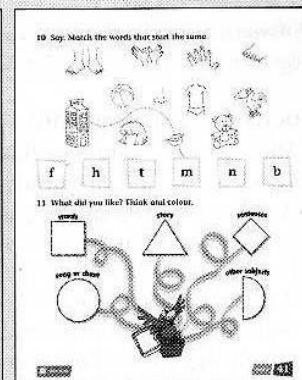 10 Say. Match the words that start the same
f h t m n b
11 What did you like? Think and colour.
words story sentences
song or chant other subjects
41